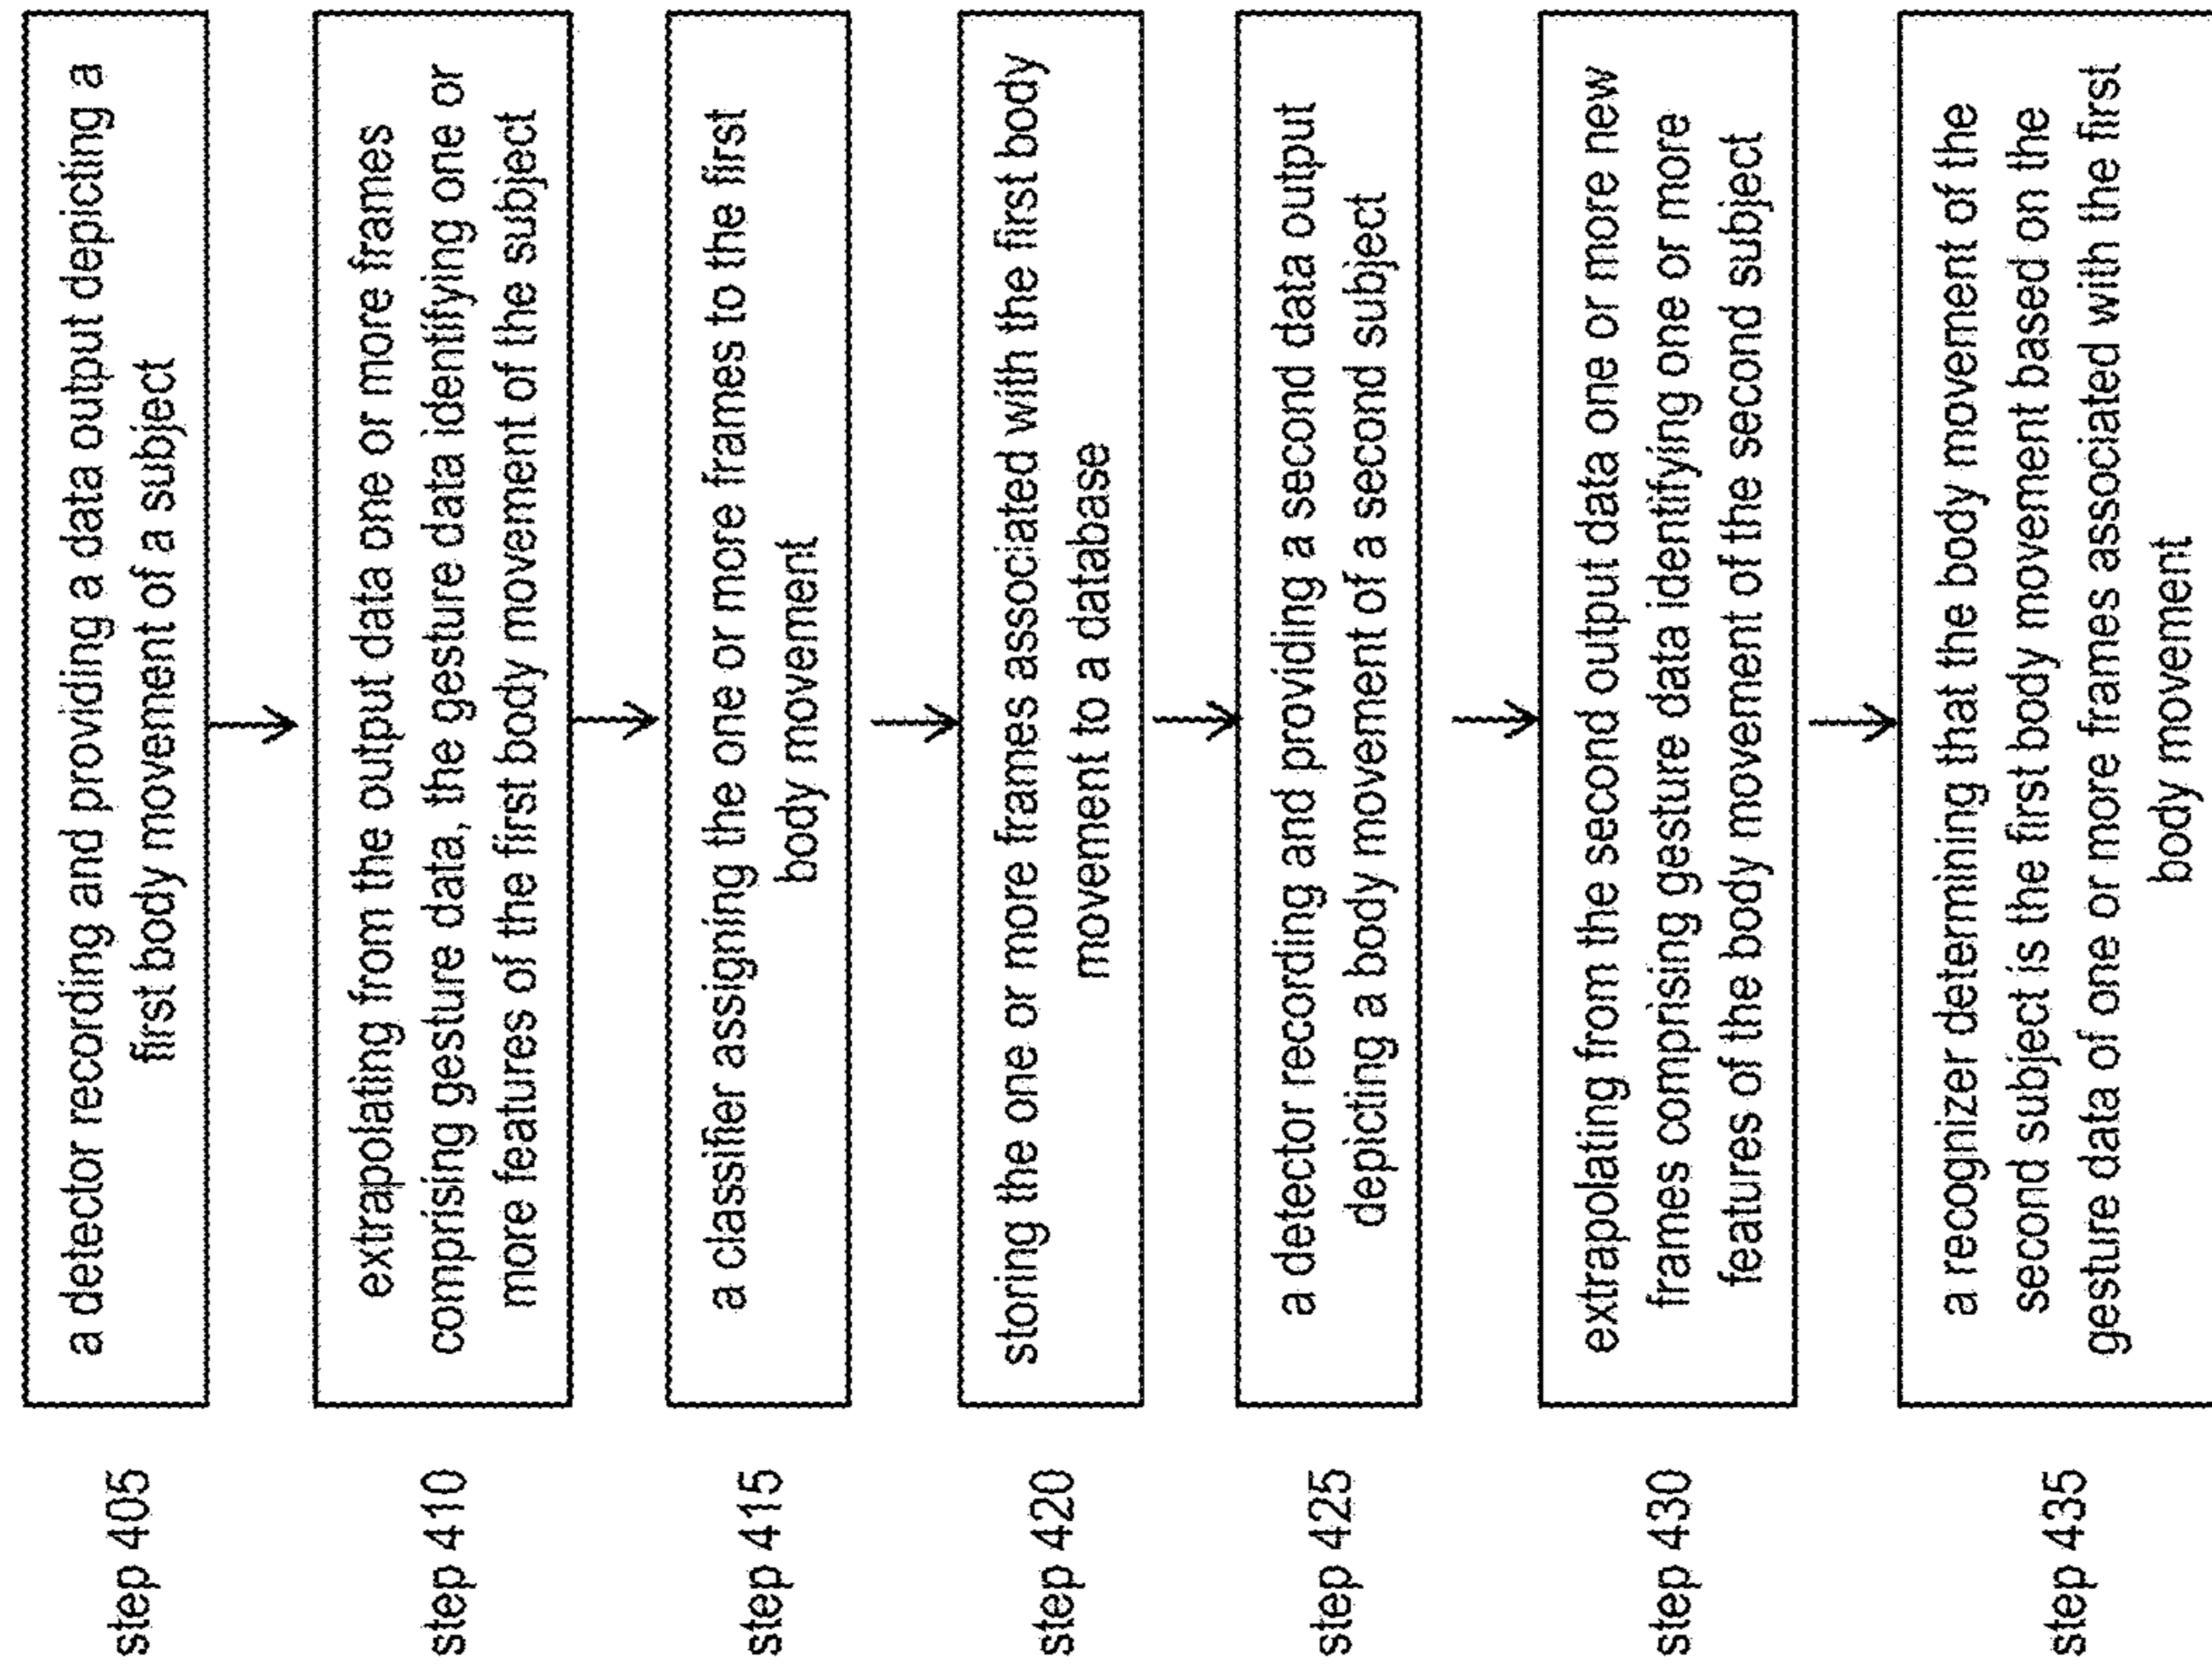 step 405
a detector recording and providing a data output depicting a
first body movement of a subject
step 410
extrapolating from the output data one or more frames
comprising gesture data, the gesture data identifying one or
more features of the first body movement of the subject
step 415
a classifier assigning the one or more frames to the first
body movement
step 420
storing the one or more frames associated with the first body
movement to a database
step 425
a detector recording and providing a second data output
depicting a body movement of a second subject
step 430
extrapolating from the second output data one or more new
frames comprising gesture data identifying one or more
features of the body movement of the second subject
step 435
a recognizer determining that the body movement of the
second subject is the first body movement based on the
gesture data of one or more frames associated with the first
body movement